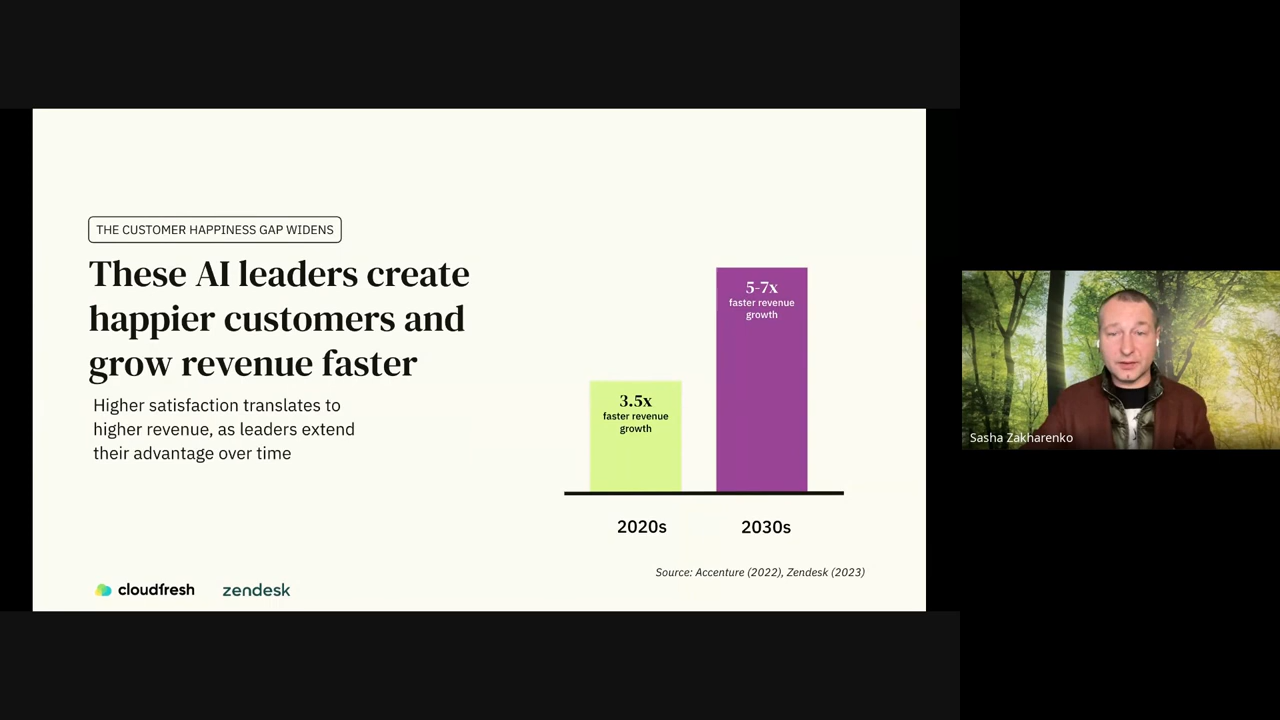 THE CUSTOMER HAPPINESS GAP WIDENS
These AI leaders create
happier customers and
grow revenue faster
Higher satisfaction translates to
higher revenue, as leaders extend
their advantage over time
3.5x
faster revenue
growth
5-7x
faster revenue
growth
2020s
2030s
Source: Accenture (2022), Zendesk (2023)
cloudfresh
zendesk
Sasha Zakharenko